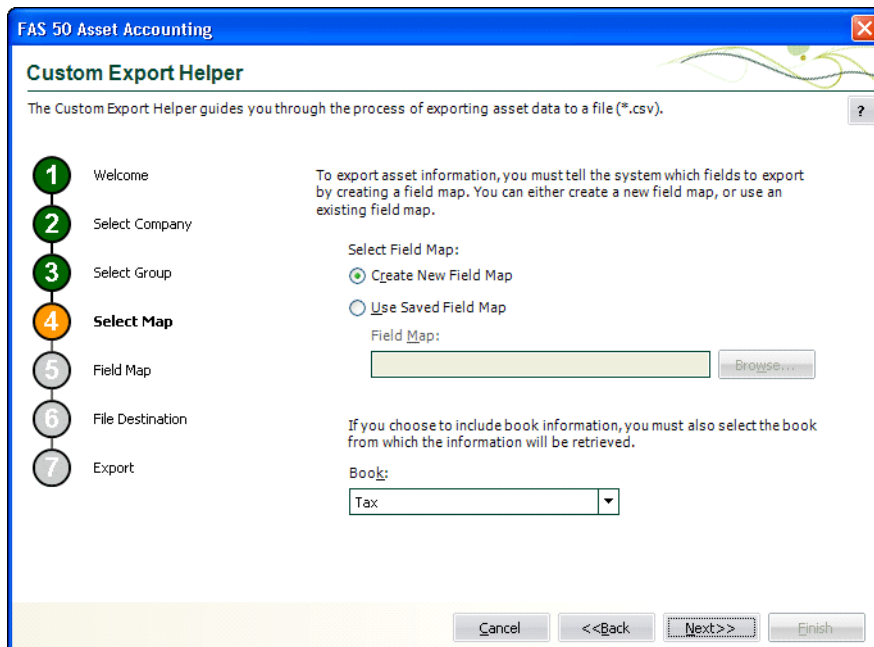 FAS 50 Asset Accounting
Custom Export Helper
The Custom Export Helper guides you through the process of exporting asset data to a file (*.csv).
?
1 Welcome
2 Select Company
3 Select Group
4 Select Map
5 Field Map
6 File Destination
7 Export
To export asset information, you must tell the system which fields to export
by creating a field map. You can either create a new field map, or use an
existing field map.
Select Field Map:
Create New Field Map
Use Saved Field Map
Field Map:
Browse...
If you choose to include book information, you must also select the book
from which the information will be retrieved.
Book:
Tax
Cancel
<<Back
Next>>
Finish